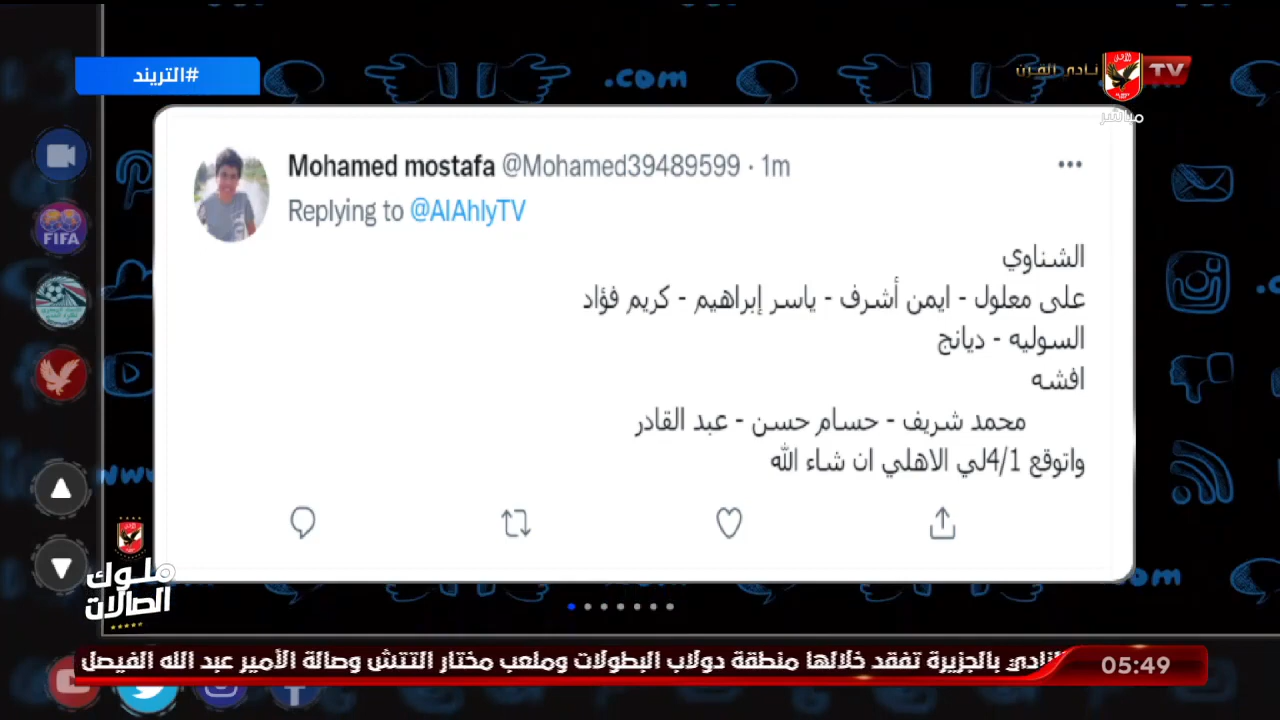 #التريند
.com
نادي القرن
TV
مباشر
Mohamed mostafa @Mohamed39489599 · 1m
Replying to @AlAhlyTV
الشناوي
على معلول - ايمن أشرف - ياسر إبراهيم - كريم فؤاد
السوليه - ديانج
افشه
محمد شريف - حسام حسن - عبد القادر
واتوقع 4/1لي الاهلي ان شاء الله
FIFA
www
ملوك
الصالات
النادي بالجزيرة تفقد خلالها منطقة دولاب البطولات وملعب مختار التتش وصالة الأمير عبد الله الفيصل
05:49